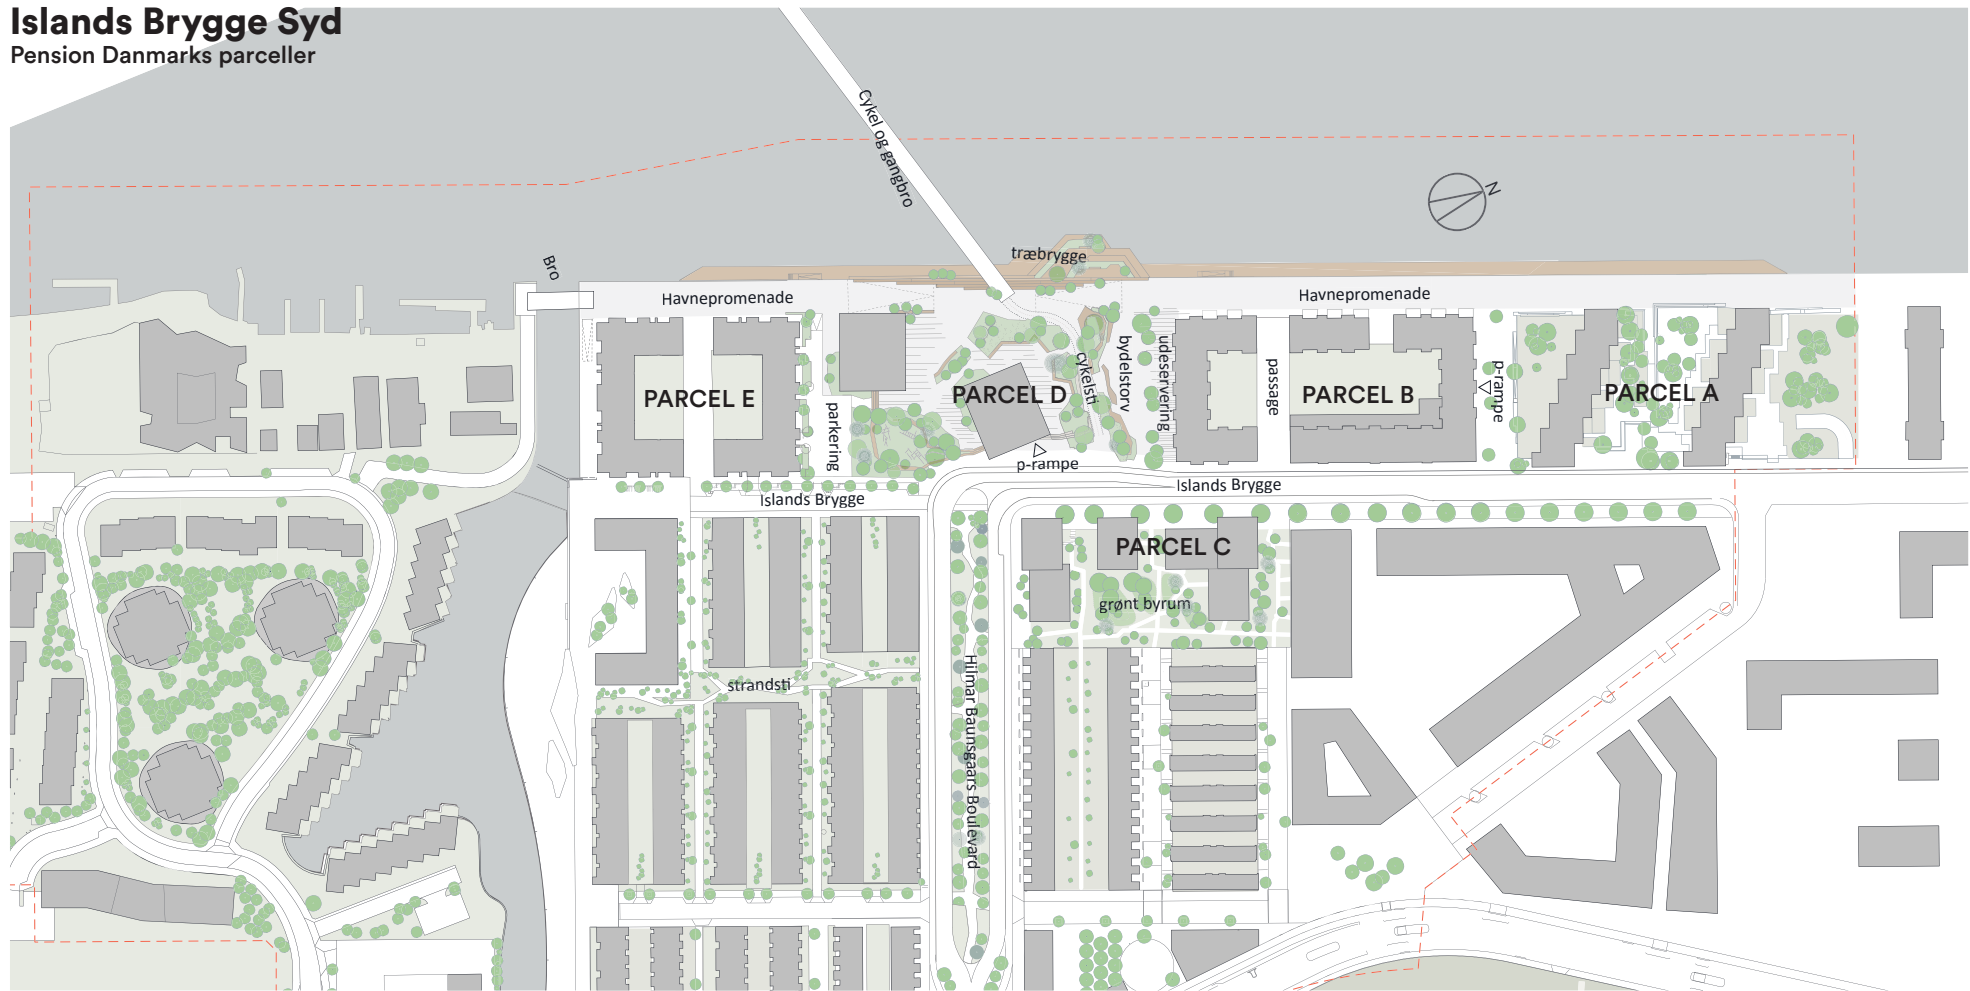 Islands Brygge Syd
Pension Danmarks parceller
Cykel og gangbro
N
Bro
træbrygge
Havnepromenade
Havnepromenade
PARCEL E
parkering
PARCEL D
cykelsti
bydelstorv
udeservering
passage
PARCEL B
p-rampe
PARCEL A
p-rampe
Islands Brygge
Islands Brygge
PARCEL C
grønt byrum
strandsti
Hilmar Baunsgaars Boulevard